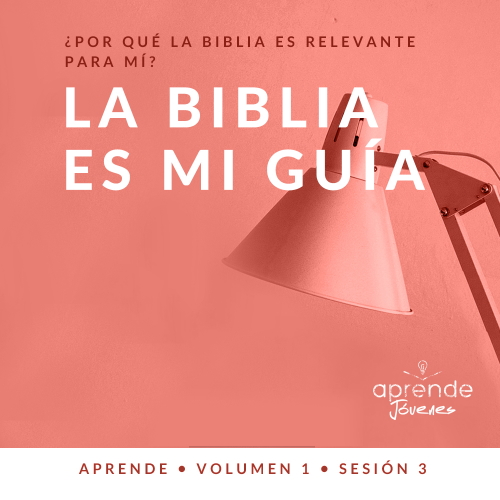 ¿POR QUÉ LA BIBLIA ES RELEVANTE
PARA MÍ?
LA BIBLIA
ES MI GUÍA
aprende
Jóvenes
APRENDE • VOLUMEN 1 • SESIÓN 3